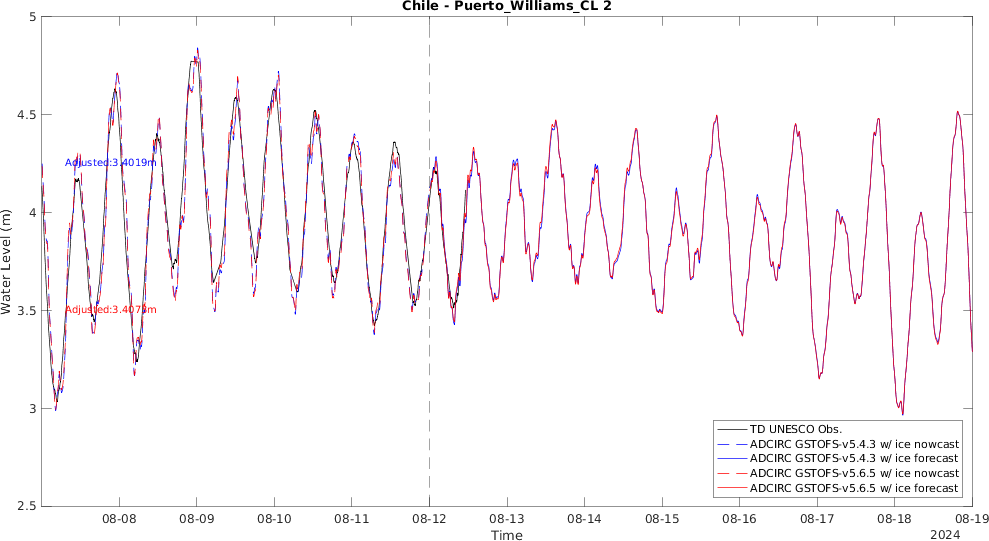 Chile - Puerto_Williams_CL 2
Water Level (m)
5
4.5
4
3.5
3
2.5
Adjusted:3.4019m
Adjusted:3.4075m
TD UNESCO Obs.
ADCIRC GSTOFS-v5.4.3 w/ ice nowcast
ADCIRC GSTOFS-v5.4.3 w/ ice forecast
ADCIRC GSTOFS-v5.6.5 w/ ice nowcast
ADCIRC GSTOFS-v5.6.5 w/ ice forecast
08-08 08-09 08-10 08-11 08-12 08-13 08-14 08-15 08-16 08-17 08-18 08-19
Time
2024